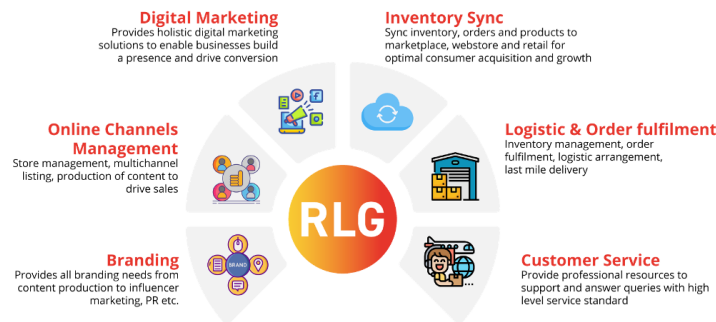 Digital Marketing
Provides holistic digital marketing
solutions to enable businesses build
a presence and drive conversion
Inventory Sync
Sync inventory, orders and products to
marketplace, webstore and retail for
optimal consumer acquisition and growth
Online Channels
Management
Store management, multichannel
listing, production of content to
drive sales
Logistic & Order fulfilment
Inventory management, order
fulfilment, logistic arrangement,
last mile delivery
RLG
Branding
Provides all branding needs from
content production to influencer
marketing, PR etc.
BRAND
Customer Service
Provide professional resources to
support and answer queries with high
level service standard